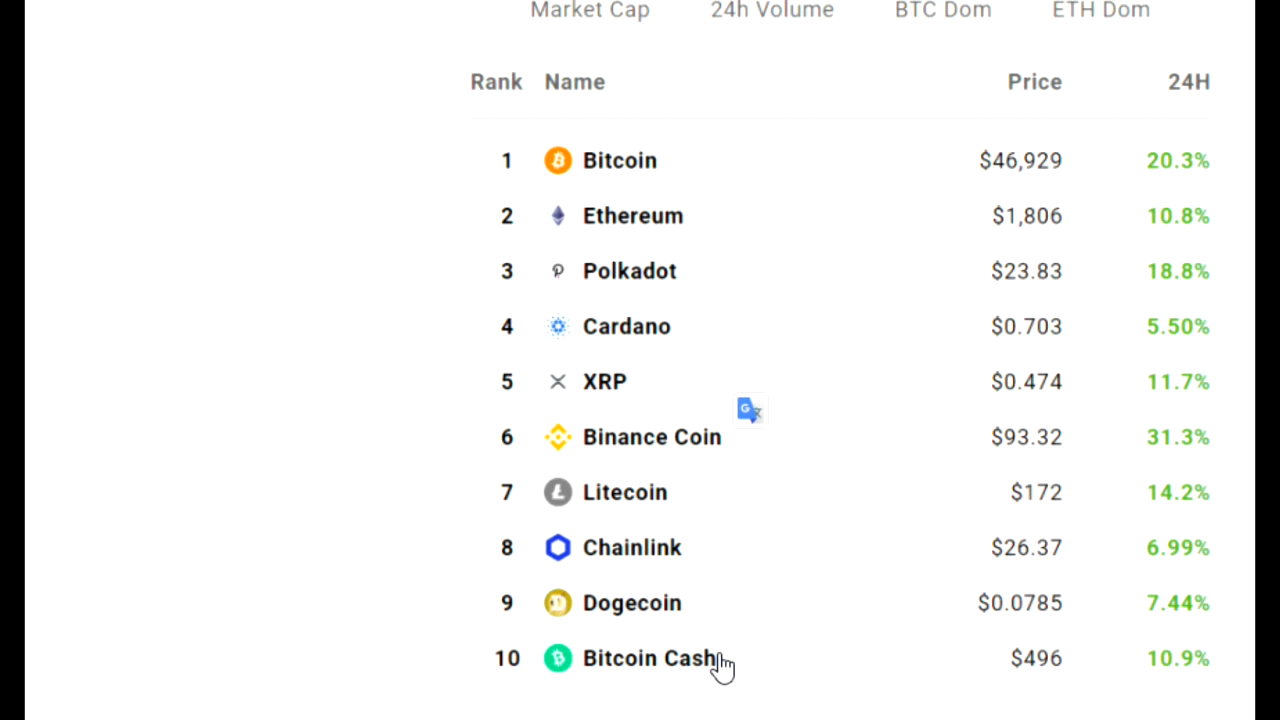 Market Cap 24h Volume BTC Dom ETH Dom
Rank Name Price 24H
1 Bitcoin $46,929 20.3%
2 Ethereum $1,806 10.8%
3 Polkadot $23.83 18.8%
4 Cardano $0.703 5.50%
5 XRP $0.474 11.7%
6 Binance Coin $93.32 31.3%
7 Litecoin $172 14.2%
8 Chainlink $26.37 6.99%
9 Dogecoin $0.0785 7.44%
10 Bitcoin Cash $496 10.9%